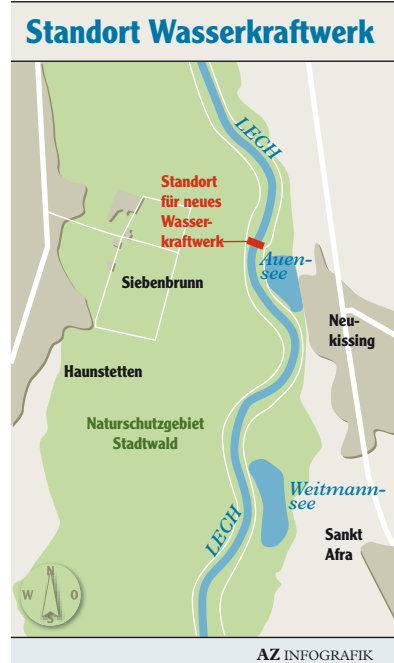 Standort Wasserkraftwerk
LECH
Standort
für neues
Wasser-
kraftwerk
Auen-
see
Siebenbrunn
Neu-
kissing
Haunstetten
Naturschutzgebiet
Stadtwald
Weitmann-
see
LECH
Sankt
Afra
N
W O
S
AZ INFOGRAFIK